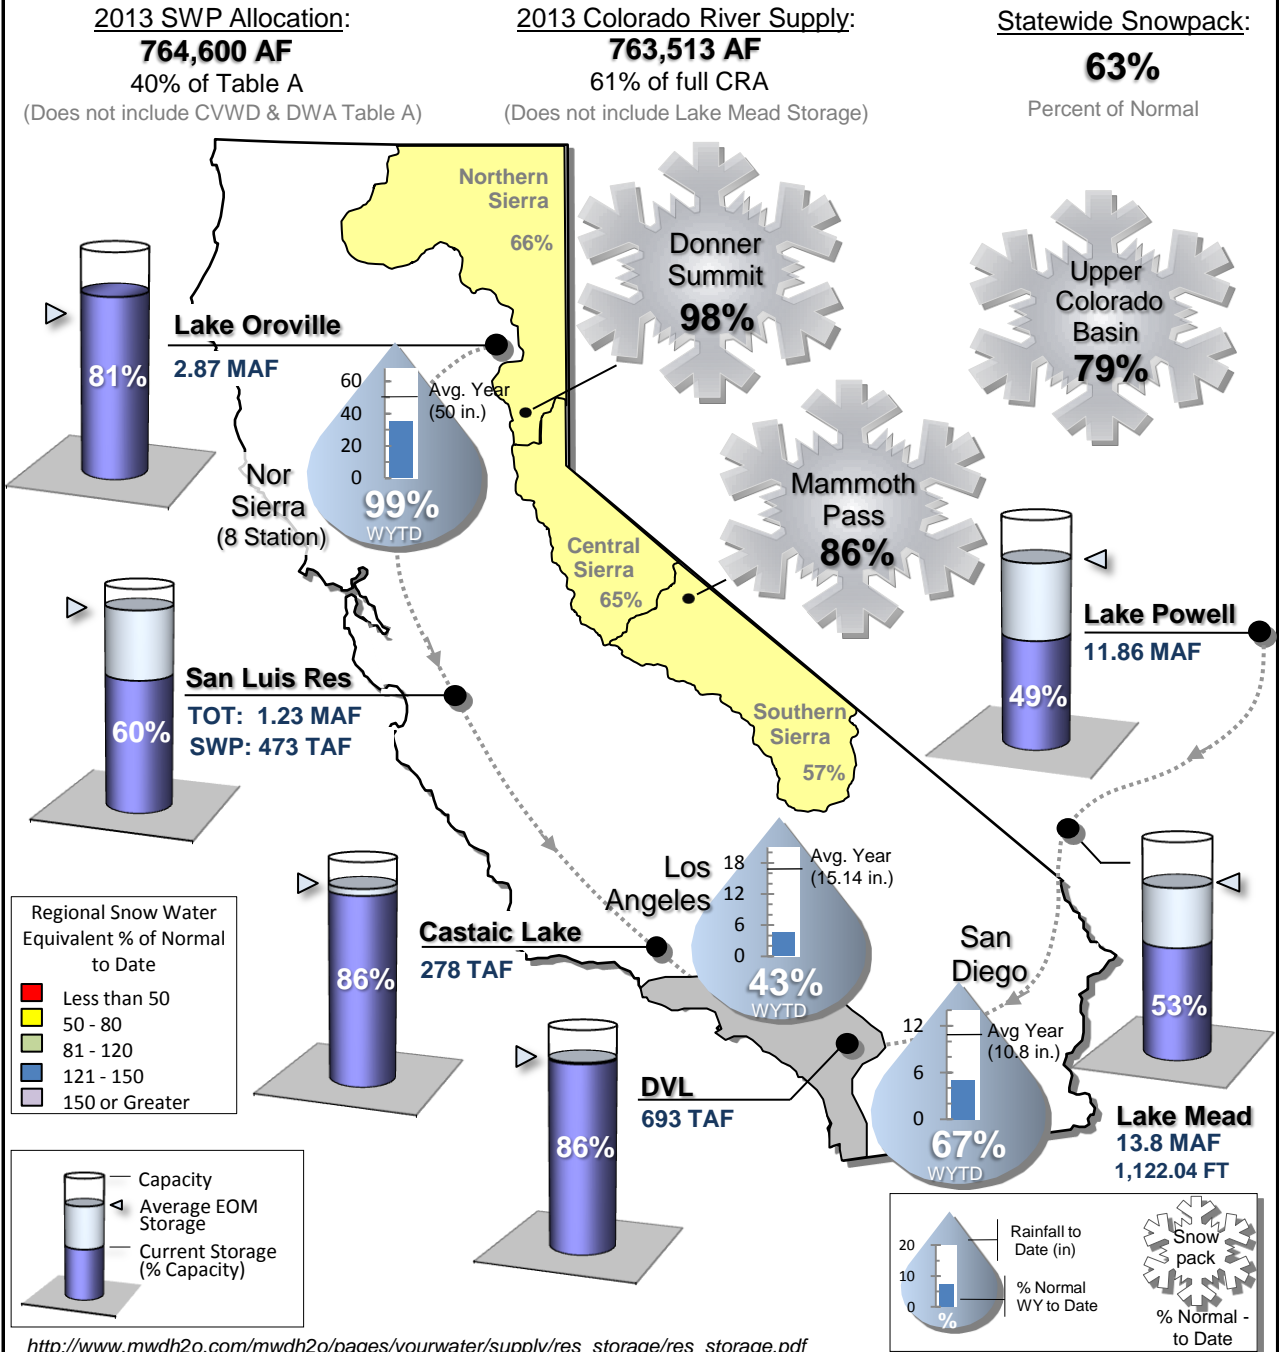 2013 SWP Allocation:
764,600 AF
40% of Table A
(Does not include CVWD & DWA Table A)
2013 Colorado River Supply:
763,513 AF
61% of full CRA
(Does not include Lake Mead Storage)
Statewide Snowpack:
63%
Percent of Normal
Northern
Sierra
66%
Donner
Summit
98%
Upper
Colorado
Basin
79%
Lake Oroville
2.87 MAF
81%
60
40
20
0
Avg. Year
(50 in.)
99%
WYTD
Nor
Sierra
(8 Station)
Mammoth
Pass
86%
Central
Sierra
65%
Lake Powell
11.86 MAF
49%
San Luis Res
TOT: 1.23 MAF
SWP: 473 TAF
60%
Southern
Sierra
57%
Los
Angeles
18
12
6
0
Avg. Year
(15.14 in.)
43%
WYTD
Castaic Lake
278 TAF
86%
San
Diego
12
6
0
Avg Year
(10.8 in.)
67%
WYTD
53%
Lake Mead
13.8 MAF
1,122.04 FT
DVL
693 TAF
86%
Regional Snow Water
Equivalent % of Normal
to Date
Less than 50
50 - 80
81 - 120
121 - 150
150 or Greater
Capacity
Average EOM
Storage
Current Storage
(% Capacity)
20
10
0
%
Rainfall to
Date (in)
% Normal
WY to Date
Snow
pack
% Normal -
to Date
http://www.mwdh2o.com/mwdh2o/pages/yourwater/supply/res_storage/res_storage.pdf